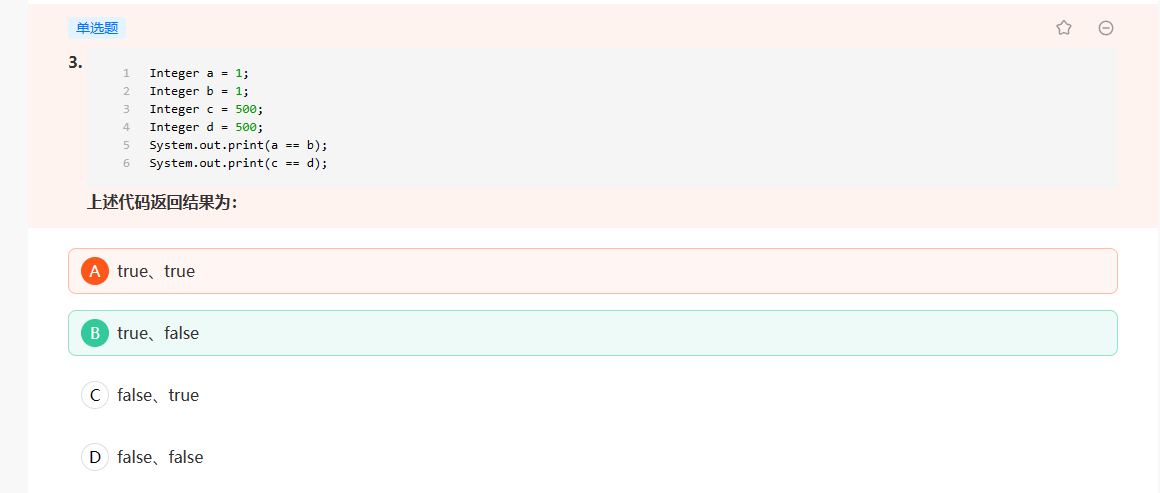 单选题
3.
1 Integer a = 1;
2 Integer b = 1;
3 Integer c = 500;
4 Integer d = 500;
5 System.out.print(a == b);
6 System.out.print(c == d);
上述代码返回结果为：
A true、true
B true、false
C false、true
D false、false